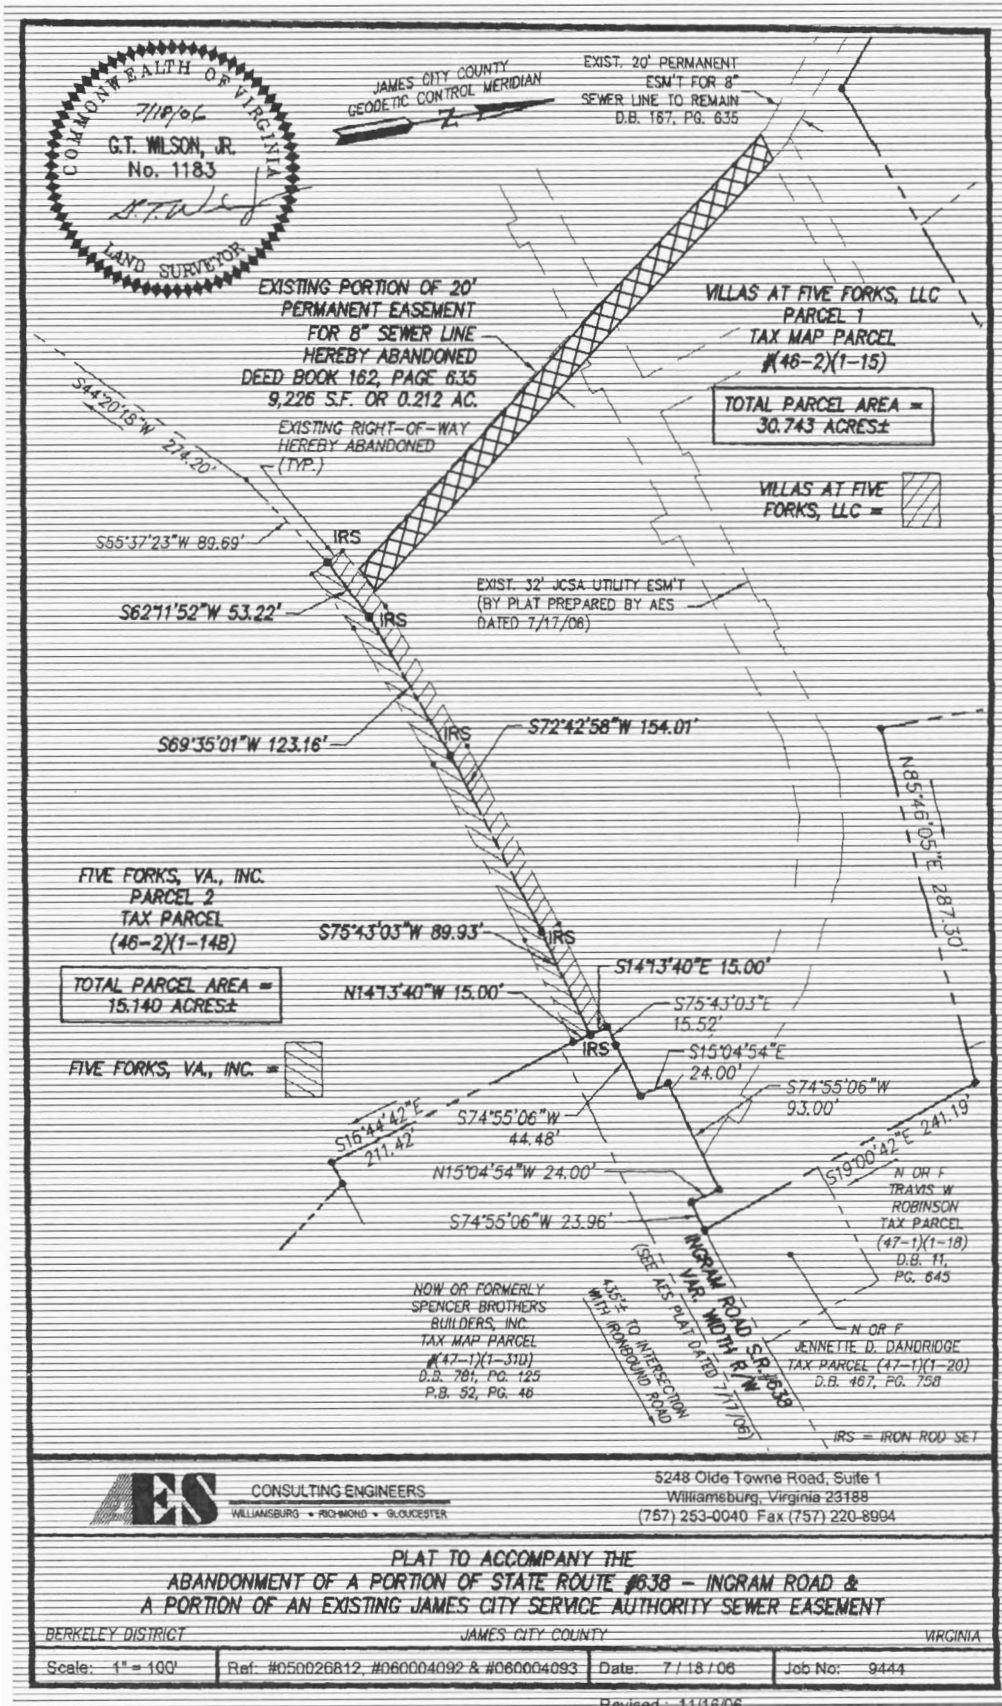 COMMONWEALTH OF VIRGINIA
7/18/06
G.T. WILSON, JR.
No. 1183
LAND SURVEYOR
JAMES CITY COUNTY
GEODETIC CONTROL MERIDIAN
N
EXIST. 20' PERMANENT
ESM'T FOR 8"
SEWER LINE TO REMAIN
D.B. 167, PG. 635
EXISTING PORTION OF 20'
PERMANENT EASEMENT
FOR 8" SEWER LINE
HEREBY ABANDONED
DEED BOOK 162, PAGE 635
9,226 S.F. OR 0.212 AC.
EXISTING RIGHT-OF-WAY
HEREBY ABANDONED
(TYP.)
VILLAS AT FIVE FORKS, LLC
PARCEL 1
TAX MAP PARCEL
#(46-2)(1-15)
TOTAL PARCEL AREA =
30.743 ACRES±
VILLAS AT FIVE
FORKS, LLC =
S44°20'18"W
274.20'
S55°37'23"W 89.69'
IRS
S62°11'52"W 53.22'
IRS
EXIST. 32' JCSA UTILITY ESM'T
(BY PLAT PREPARED BY AES
DATED 7/17/06)
S69°35'01"W 123.16'
IRS
S72°42'58"W 154.01'
N85°46'05"E 287.30'
FIVE FORKS, VA., INC.
PARCEL 2
TAX PARCEL
(46-2)(1-14B)
TOTAL PARCEL AREA =
15.140 ACRES±
FIVE FORKS, VA., INC. =
S75°43'03"W 89.93'
IRS
S14°13'40"E 15.00'
N14°13'40"W 15.00'
IRS
S75°43'03"E
15.52'
S15°04'54"E
24.00'
S74°55'06"W
93.00'
S16°44'42"E
211.42'
S74°55'06"W
44.48'
N15°04'54"W 24.00'
S74°55'06"W 23.96'
S19°00'42"E 241.19'
N OR F
TRAVIS W
ROBINSON
TAX PARCEL
(47-1)(1-18)
D.B. 11,
PG. 645
NOW OR FORMERLY
SPENCER BROTHERS
BUILDERS, INC.
TAX MAP PARCEL
#(47-1)(1-31D)
D.B. 781, PG. 125
P.B. 52, PG. 46
435'± TO INTERSECTION
WITH IRONBOUND ROAD
INGRAM ROAD S.R. #638
VAR. WIDTH R/W
(SEE AES PLAT DATED 7/17/06)
N OR F
JENNETTE D. DANDRIDGE
TAX PARCEL (47-1)(1-20)
D.B. 467, PG. 758
IRS = IRON ROD SET
AES
CONSULTING ENGINEERS
WILLIAMSBURG • RICHMOND • GLOUCESTER
5248 Olde Towne Road, Suite 1
Williamsburg, Virginia 23188
(757) 253-0040 Fax (757) 220-8994
PLAT TO ACCOMPANY THE
ABANDONMENT OF A PORTION OF STATE ROUTE #638 – INGRAM ROAD &
A PORTION OF AN EXISTING JAMES CITY SERVICE AUTHORITY SEWER EASEMENT
BERKELEY DISTRICT JAMES CITY COUNTY VIRGINIA
Scale: 1" = 100' Ref: #050026812, #060004092 & #060004093 Date: 7 / 18 / 06 Job No: 9444
Revised : 11/16/06